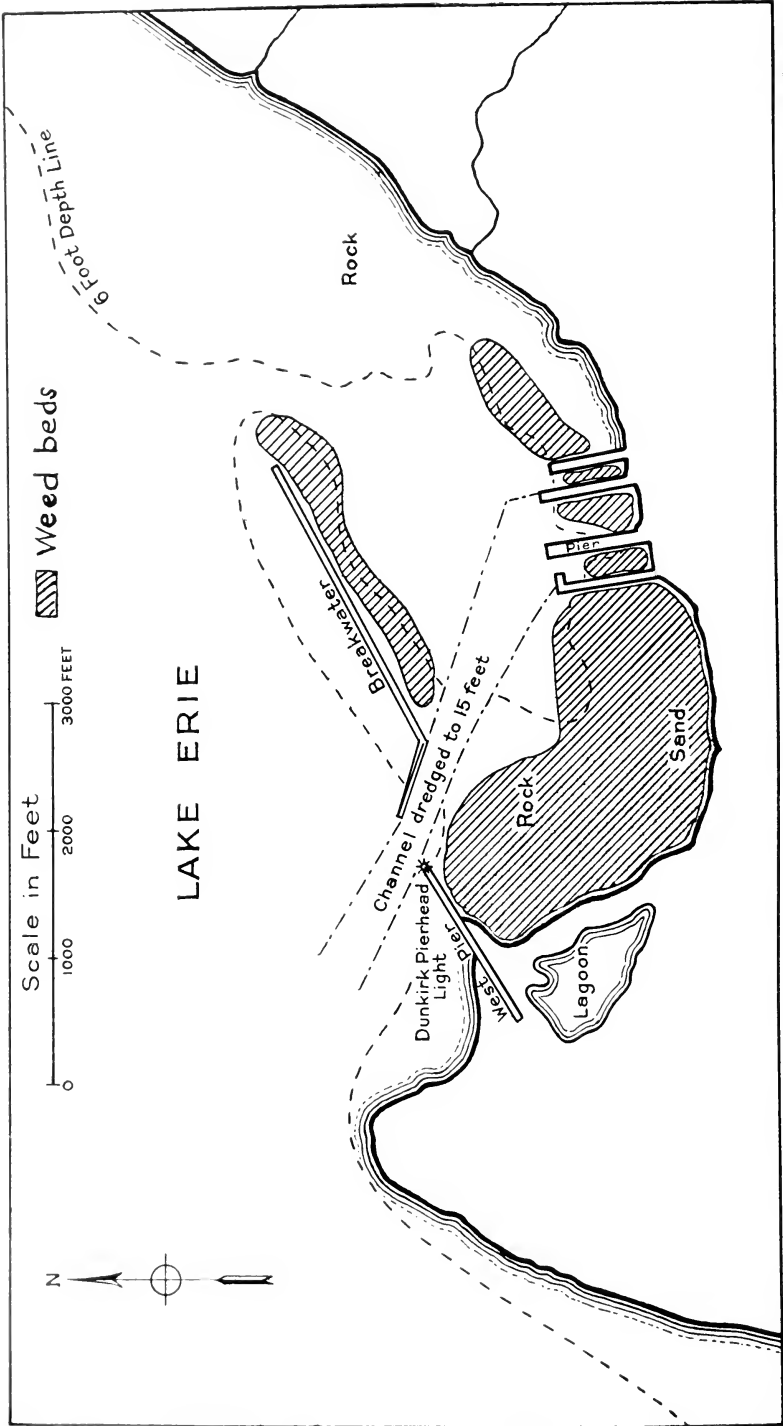 Scale in Feet
0 1000 2000 3000 FEET
Weed beds
N
LAKE ERIE
6 Foot Depth Line
Rock
Breakwater
Channel dredged to 15 feet
Dunkirk Pierhead
Light
West Pier
Pier
Rock
Sand
Lagoon